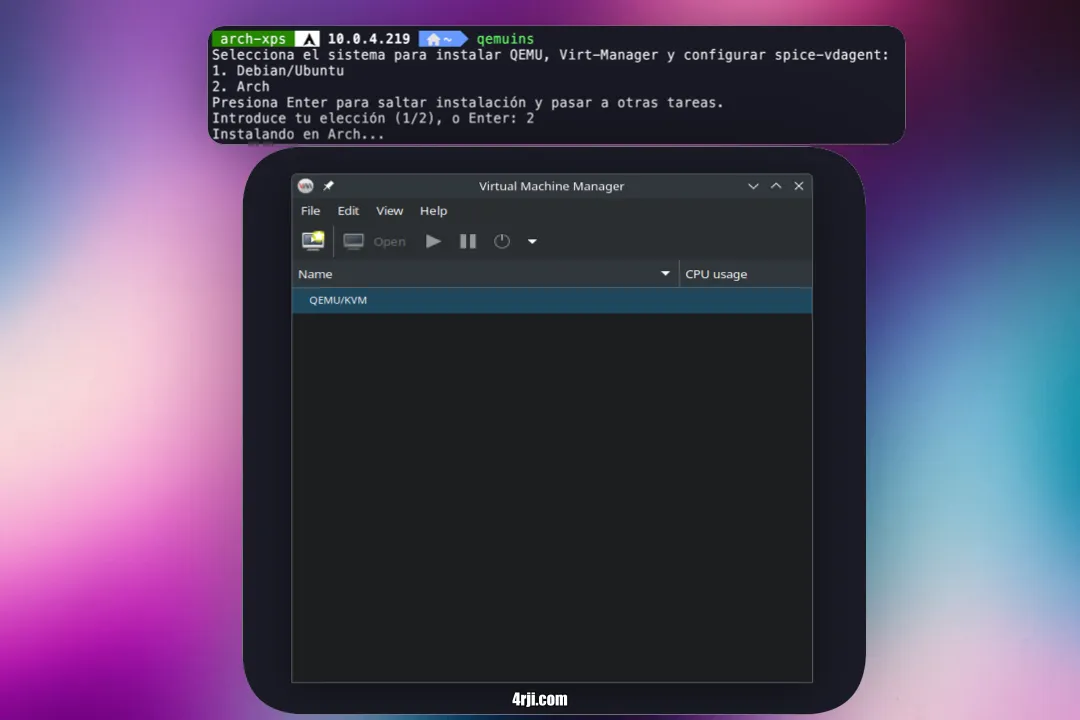 arch-xps 10.0.4.219 ~ qemuins
Selecciona el sistema para instalar QEMU, Virt-Manager y configurar spice-vdagent:
1. Debian/Ubuntu
2. Arch
Presiona Enter para saltar instalación y pasar a otras tareas.
Introduce tu elección (1/2), o Enter: 2
Instalando en Arch...
Virtual Machine Manager
File Edit View Help
Open
Name CPU usage
QEMU/KVM
4rji.com